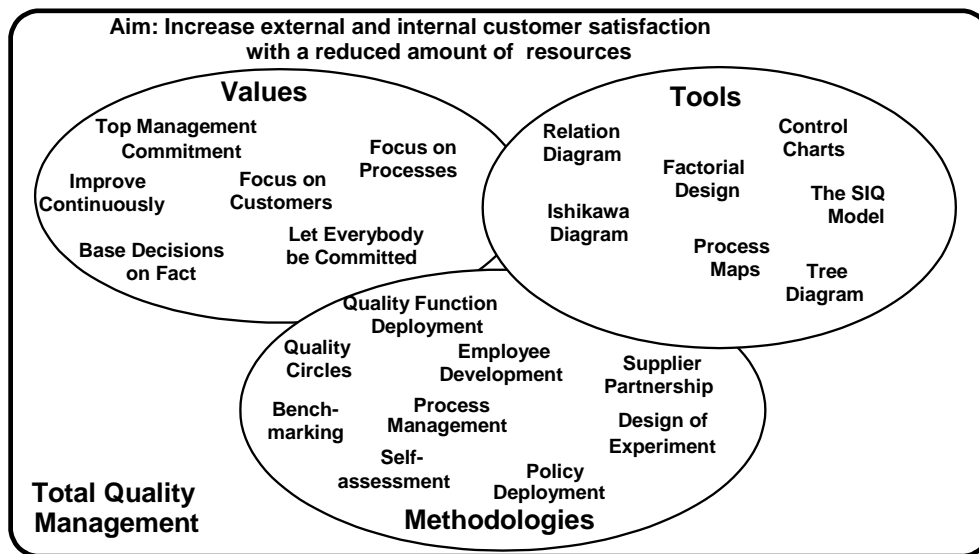 Aim: Increase external and internal customer satisfaction
with a reduced amount of resources
Values
Top Management
Commitment
Focus on
Processes
Improve
Continuously
Focus on
Customers
Base Decisions
on Fact
Let Everybody
be Committed
Tools
Relation
Diagram
Control
Charts
Factorial
Design
The SIQ
Model
Ishikawa
Diagram
Process
Maps
Tree
Diagram
Quality Function
Deployment
Quality
Circles
Employee
Development
Supplier
Partnership
Bench-
marking
Process
Management
Design of
Experiment
Self-
assessment
Policy
Deployment
Methodologies
Total Quality
Management